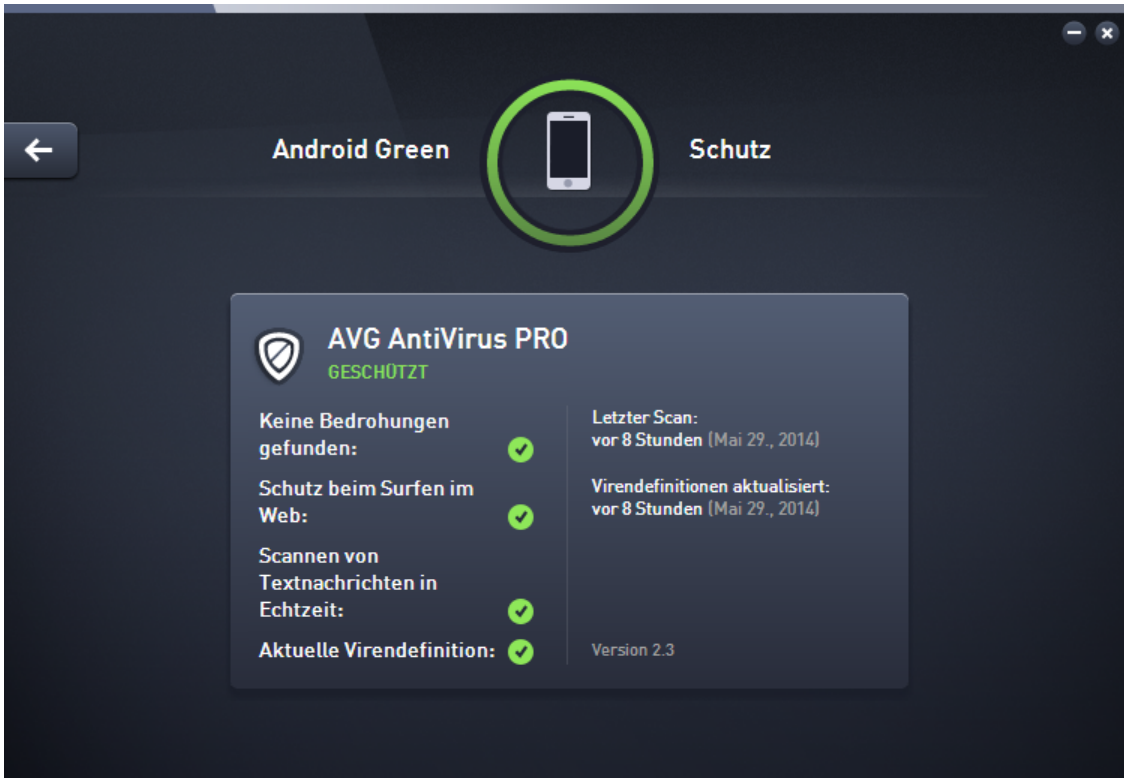 Android Green
Schutz
AVG AntiVirus PRO
GESCHÜTZT
Keine Bedrohungen
gefunden:
Schutz beim Surfen im
Web:
Scannen von
Textnachrichten in
Echtzeit:
Aktuelle Virendefinition:
Letzter Scan:
vor 8 Stunden (Mai 29., 2014)
Virendefinitionen aktualisiert:
vor 8 Stunden (Mai 29., 2014)
Version 2.3